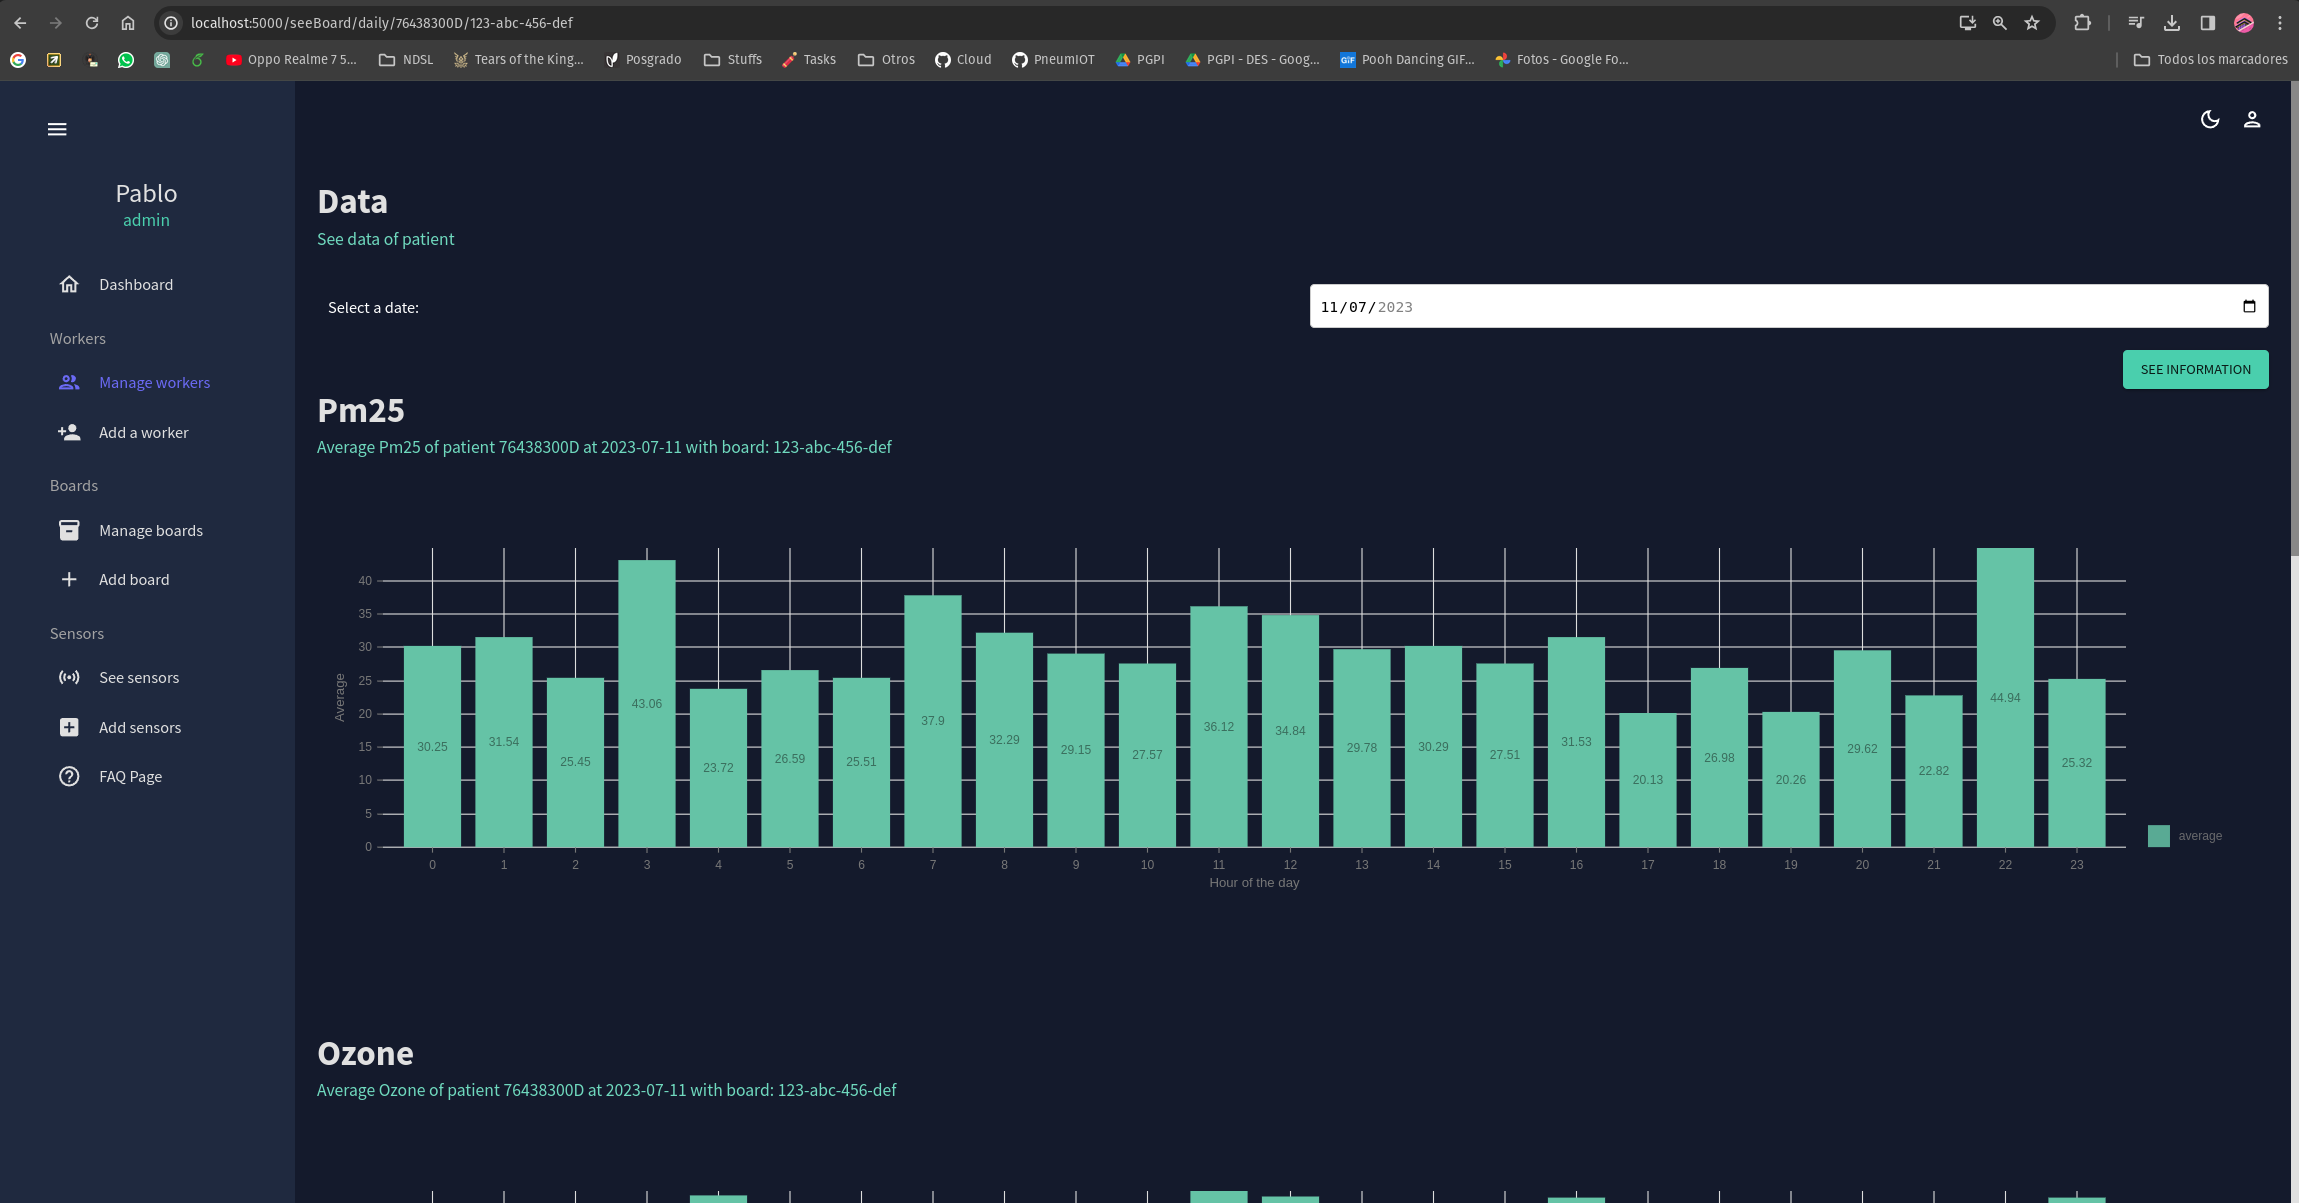 localhost:5000/seeBoard/daily/76438300D/123-abc-456-def
Oppo Realme 7 5...
NDSL
Tears of the King...
Posgrado
Stuffs
Tasks
Otros
Cloud
PneumIOT
PGPI
PGPI - DES - Goog...
GIF
Pooh Dancing GIF...
Fotos - Google Fo...
Todos los marcadores
Pablo
admin
Dashboard
Workers
Manage workers
Add a worker
Boards
Manage boards
Add board
Sensors
See sensors
Add sensors
FAQ Page
Data
See data of patient
Select a date:
11/07/2023
SEE INFORMATION
Pm25
Average Pm25 of patient 76438300D at 2023-07-11 with board: 123-abc-456-def
Average
40
35
30
25
20
15
10
5
0
30.25
31.54
25.45
43.06
23.72
26.59
25.51
37.9
32.29
29.15
27.57
36.12
34.84
29.78
30.29
27.51
31.53
20.13
26.98
20.26
29.62
22.82
44.94
25.32
0 1 2 3 4 5 6 7 8 9 10 11 12 13 14 15 16 17 18 19 20 21 22 23
Hour of the day
average
Ozone
Average Ozone of patient 76438300D at 2023-07-11 with board: 123-abc-456-def